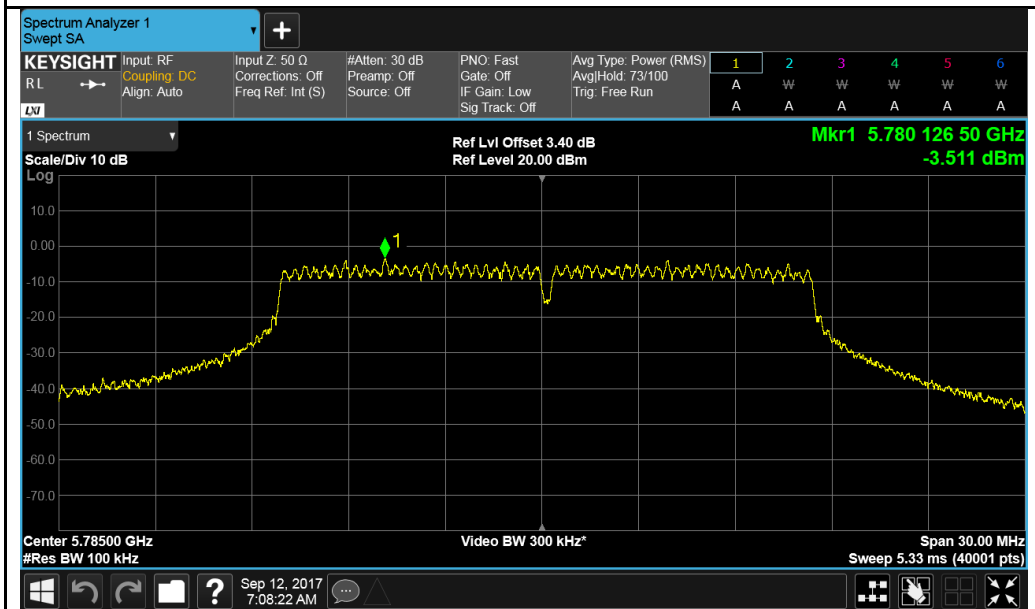 Spectrum Analyzer 1
Swept SA
+
KEYSIGHT
RL
LXI
Input: RF
Coupling: DC
Align: Auto
Input Z: 50 Ω
Corrections: Off
Freq Ref: Int (S)
#Atten: 30 dB
Preamp: Off
Source: Off
PNO: Fast
Gate: Off
IF Gain: Low
Sig Track: Off
Avg Type: Power (RMS)
Avg|Hold: 73/100
Trig: Free Run
1 2 3 4 5 6
A W W W W W
A A A A A A
1 Spectrum
Scale/Div 10 dB
Ref Lvl Offset 3.40 dB
Ref Level 20.00 dBm
Mkr1 5.780 126 50 GHz
-3.511 dBm
Log
10.0
0.00
-10.0
-20.0
-30.0
-40.0
-50.0
-60.0
-70.0
1
Center 5.78500 GHz
#Res BW 100 kHz
Video BW 300 kHz*
Span 30.00 MHz
Sweep 5.33 ms (40001 pts)
?
Sep 12, 2017
7:08:22 AM